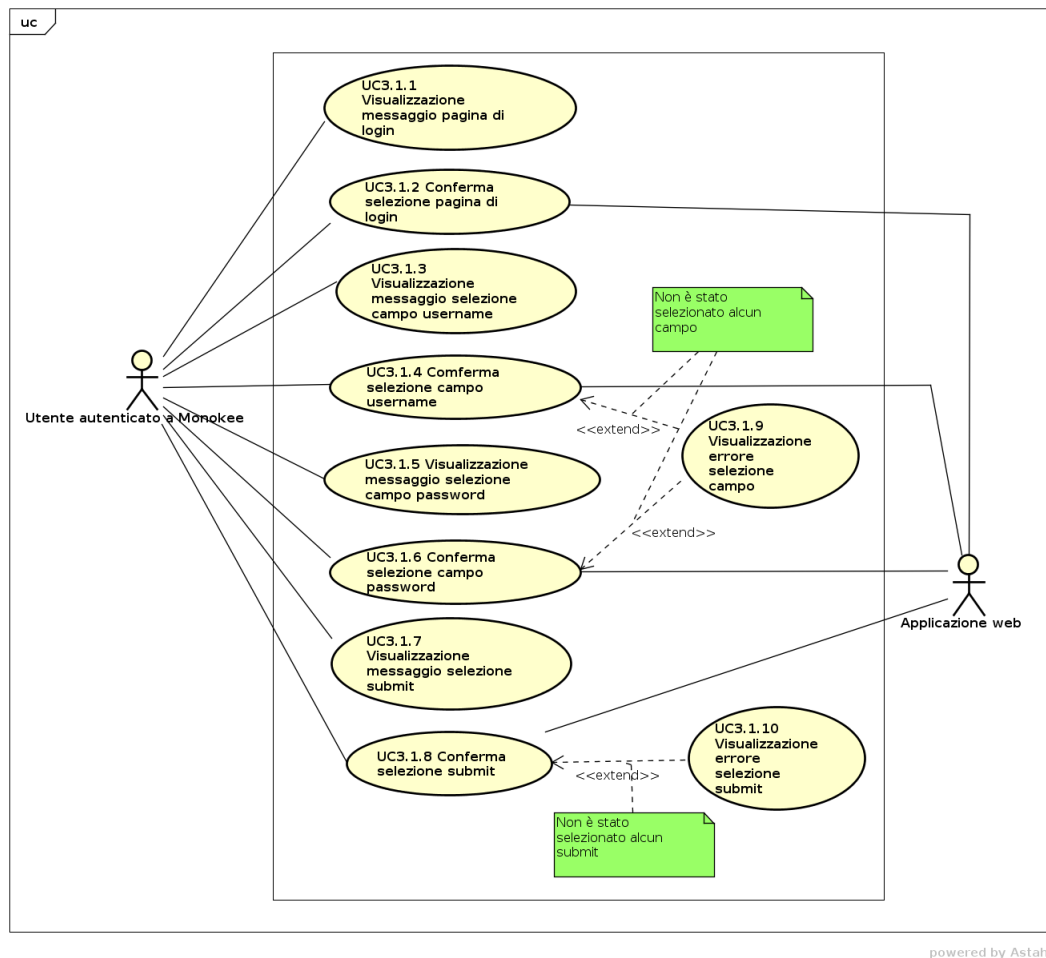 uc
UC3.1.1
Visualizzazione
messaggio pagina di
login
UC3.1.2 Conferma
selezione pagina di
login
UC3.1.3
Visualizzazione
messaggio selezione
campo username
Non è stato
selezionato alcun
campo
UC3.1.4 Comferma
selezione campo
username
Utente autenticato a Monokee
<<extend>>
UC3.1.9
Visualizzazione
errore
selezione
campo
UC3.1.5 Visualizzazione
messaggio selezione
campo password
<<extend>>
UC3.1.6 Conferma
selezione campo
password
Applicazione web
UC3.1.7
Visualizzazione
messaggio selezione
submit
UC3.1.8 Conferma
selezione submit
<<extend>>
UC3.1.10
Visualizzazione
errore
selezione
submit
Non è stato
selezionato alcun
submit
powered by Astah